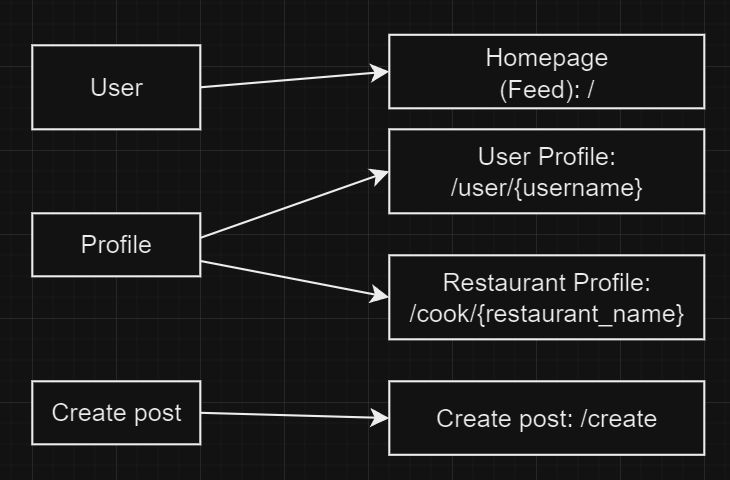 User
Homepage
(Feed): /
User Profile:
/user/{username}
Profile
Restaurant Profile:
/cook/{restaurant_name}
Create post
Create post: /create